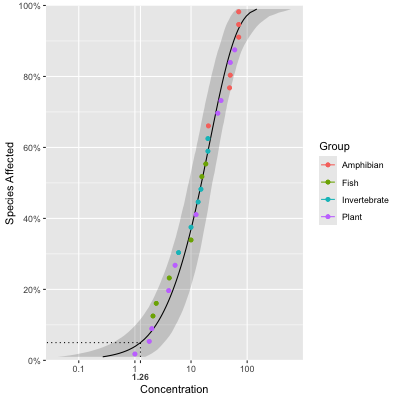 100%
80%
60%
40%
20%
0%
Species Affected
0.1
1
10
100
1.26
Concentration
Group
Amphibian
Fish
Invertebrate
Plant